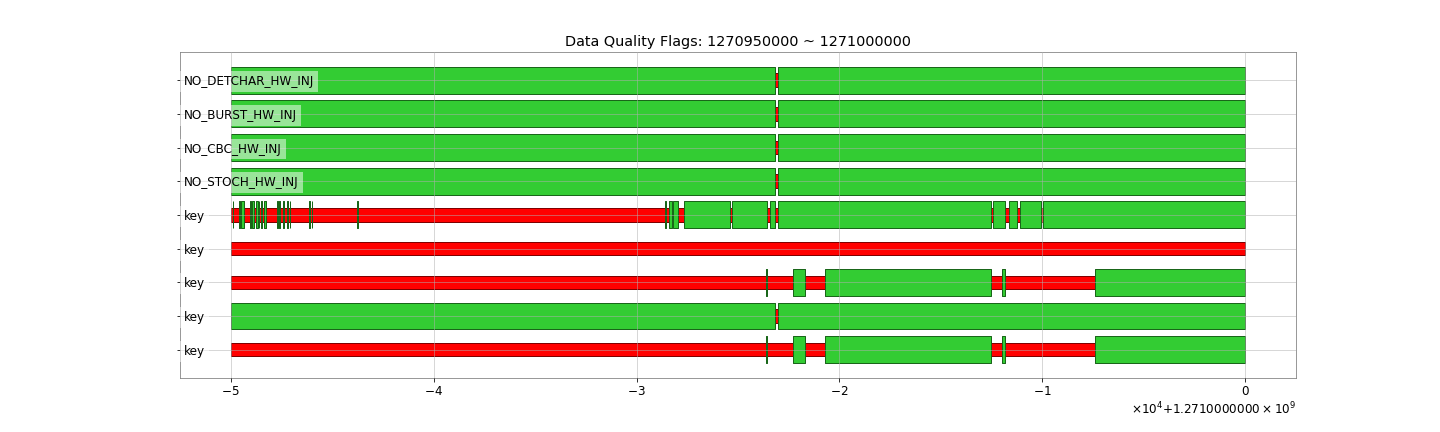 Data Quality Flags: 1270950000 ~ 1271000000
NO_DETCHAR_HW_INJ
NO_BURST_HW_INJ
NO_CBC_HW_INJ
NO_STOCH_HW_INJ
key
key
key
key
key
−5 −4 −3 −2 −1 0
×10⁴+1.2710000000 × 10⁹